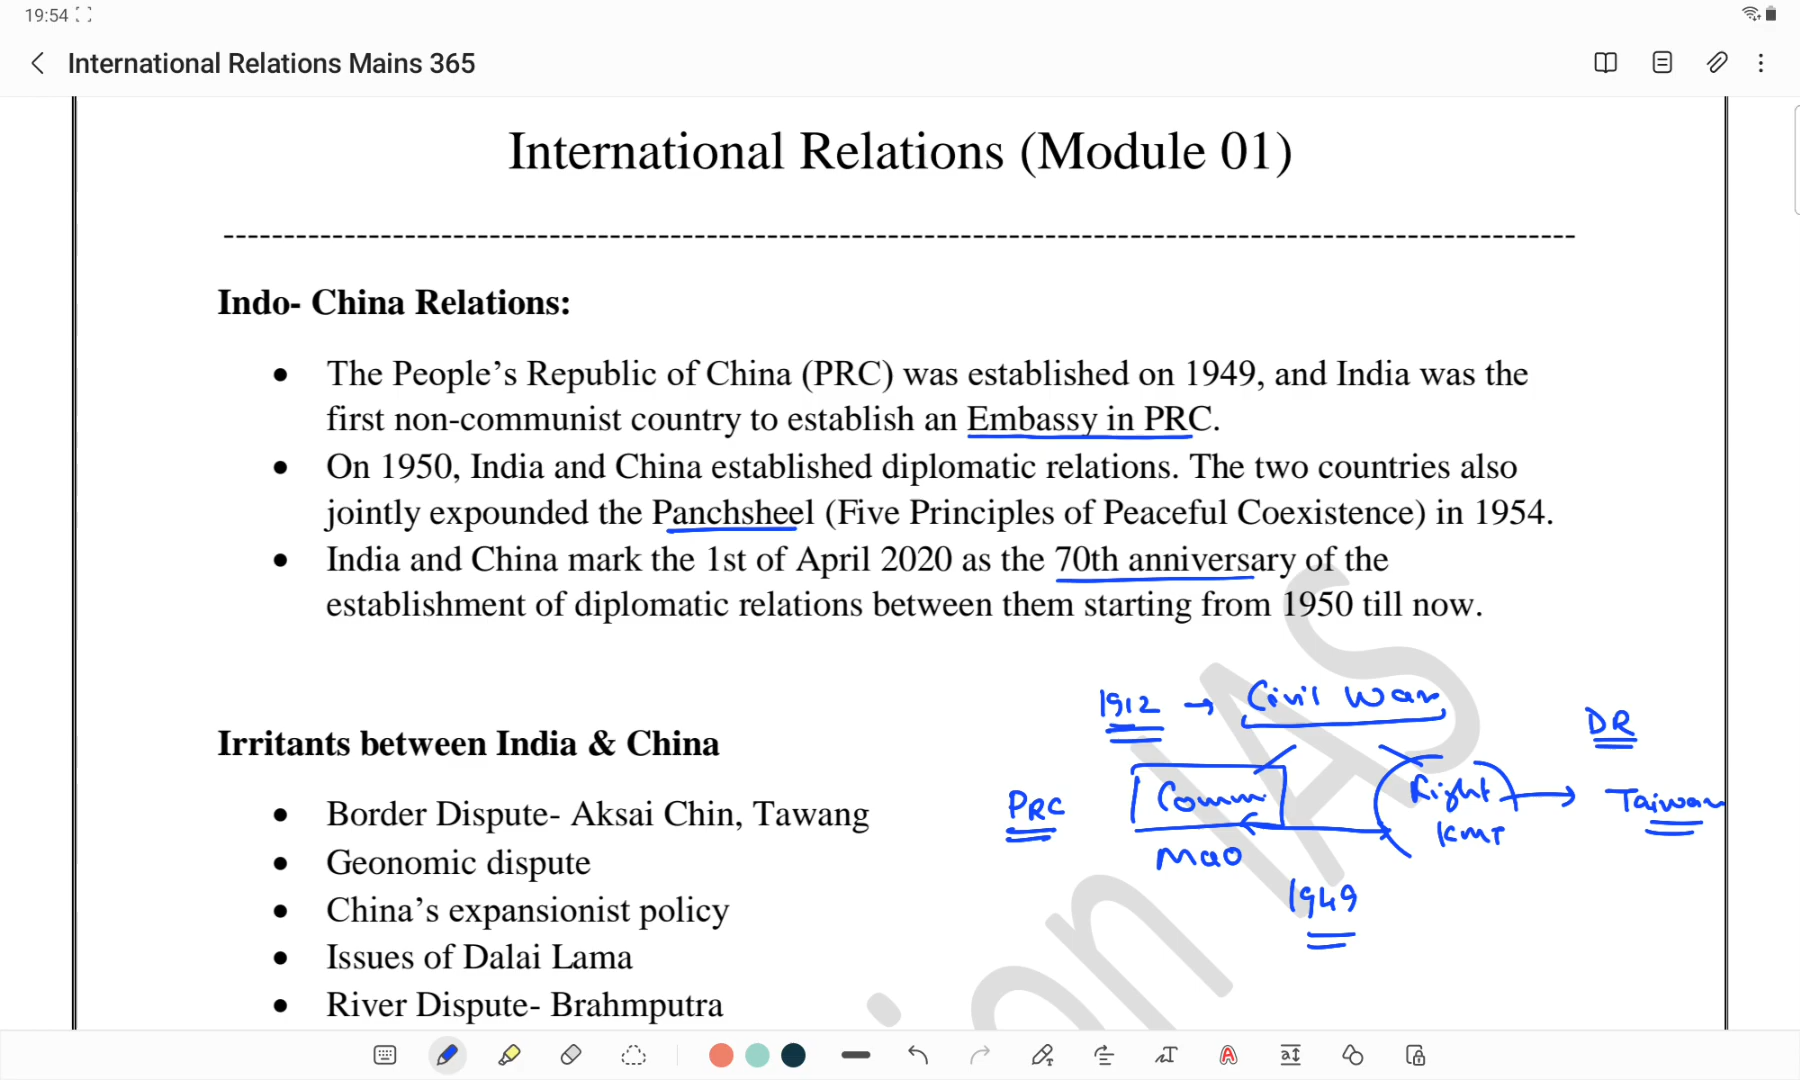 19:54
International Relations Mains 365
International Relations (Module 01)
Indo- China Relations:
• The People’s Republic of China (PRC) was established on 1949, and India was the
first non-communist country to establish an Embassy in PRC.
• On 1950, India and China established diplomatic relations. The two countries also
jointly expounded the Panchsheel (Five Principles of Peaceful Coexistence) in 1954.
• India and China mark the 1st of April 2020 as the 70th anniversary of the
establishment of diplomatic relations between them starting from 1950 till now.
1912 → Civil War
DR
Irritants between India & China
PRC Comm Right → Taiwan
KMT
Mao
1949
• Border Dispute- Aksai Chin, Tawang
• Geonomic dispute
• China’s expansionist policy
• Issues of Dalai Lama
• River Dispute- Brahmputra
IAS